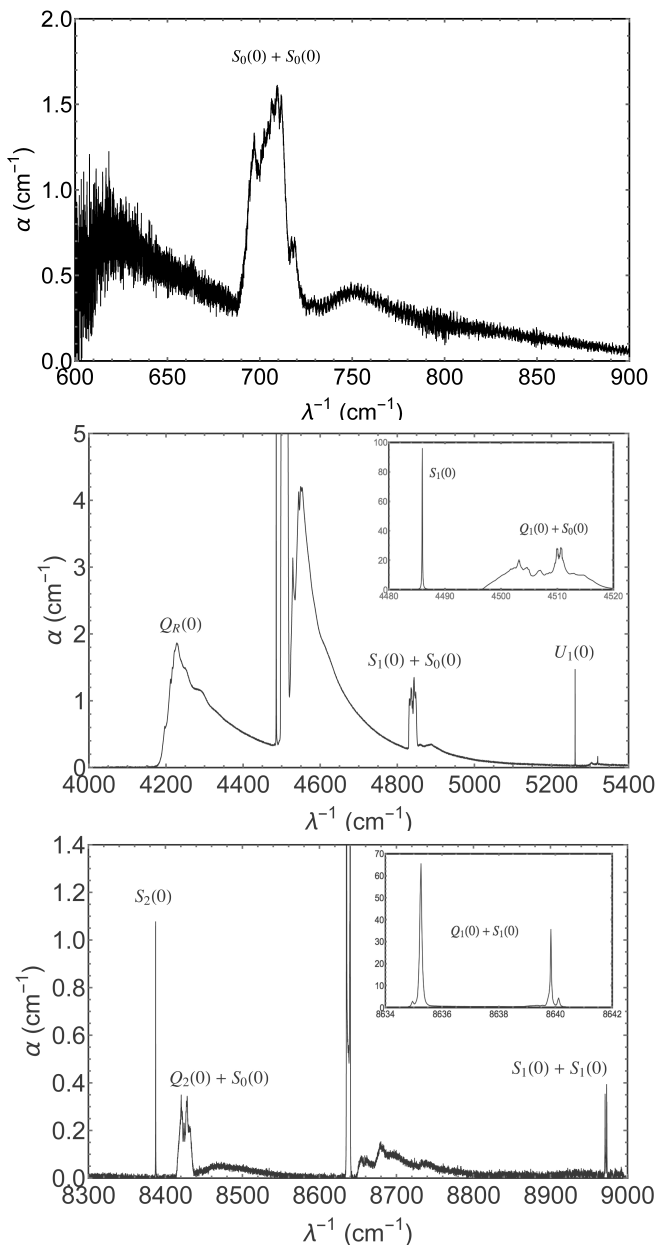 2.0
S₀(0) + S₀(0)
1.5
α (cm⁻¹)
1.0
0.5
0.0
600 650 700 750 800 850 900
λ⁻¹ (cm⁻¹)
5
100
80
S₁(0)
60
Q₁(0) + S₀(0)
40
20
0
4480 4490 4500 4510 4520
4
α (cm⁻¹)
3
Q_R(0)
2
S₁(0) + S₀(0)
U₁(0)
1
0
4000 4200 4400 4600 4800 5000 5200 5400
λ⁻¹ (cm⁻¹)
1.4
70
60
50
Q₁(0) + S₁(0)
40
30
20
10
0
8634 8636 8638 8640 8642
1.2
S₂(0)
1.0
0.8
α (cm⁻¹)
0.6
S₁(0) + S₁(0)
Q₂(0) + S₀(0)
0.4
0.2
0.0
8300 8400 8500 8600 8700 8800 8900 9000
λ⁻¹ (cm⁻¹)